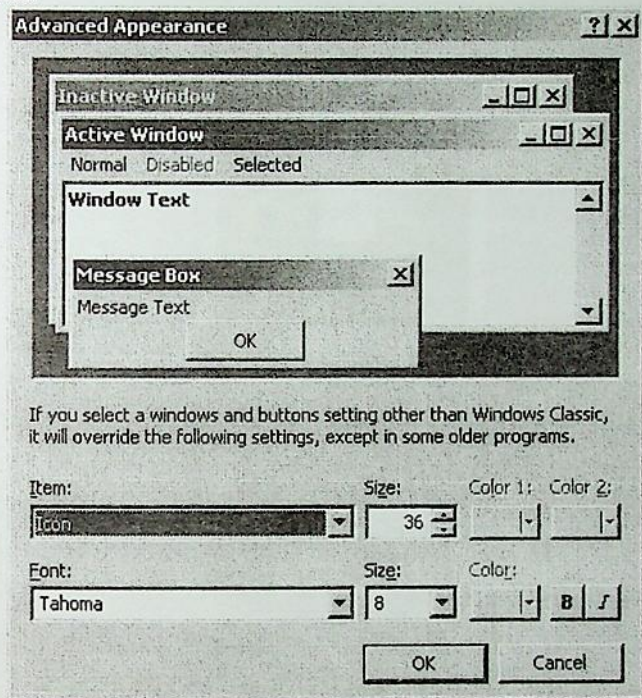 Advanced Appearance
Inactive Window
Active Window
Normal Disabled Selected
Window Text
Message Box
Message Text
OK
If you select a windows and buttons setting other than Windows Classic,
it will override the following settings, except in some older programs.
Item: Size: Color 1: Color 2:
Icon 36
Font: Size: Color:
Tahoma 8 B I
OK Cancel